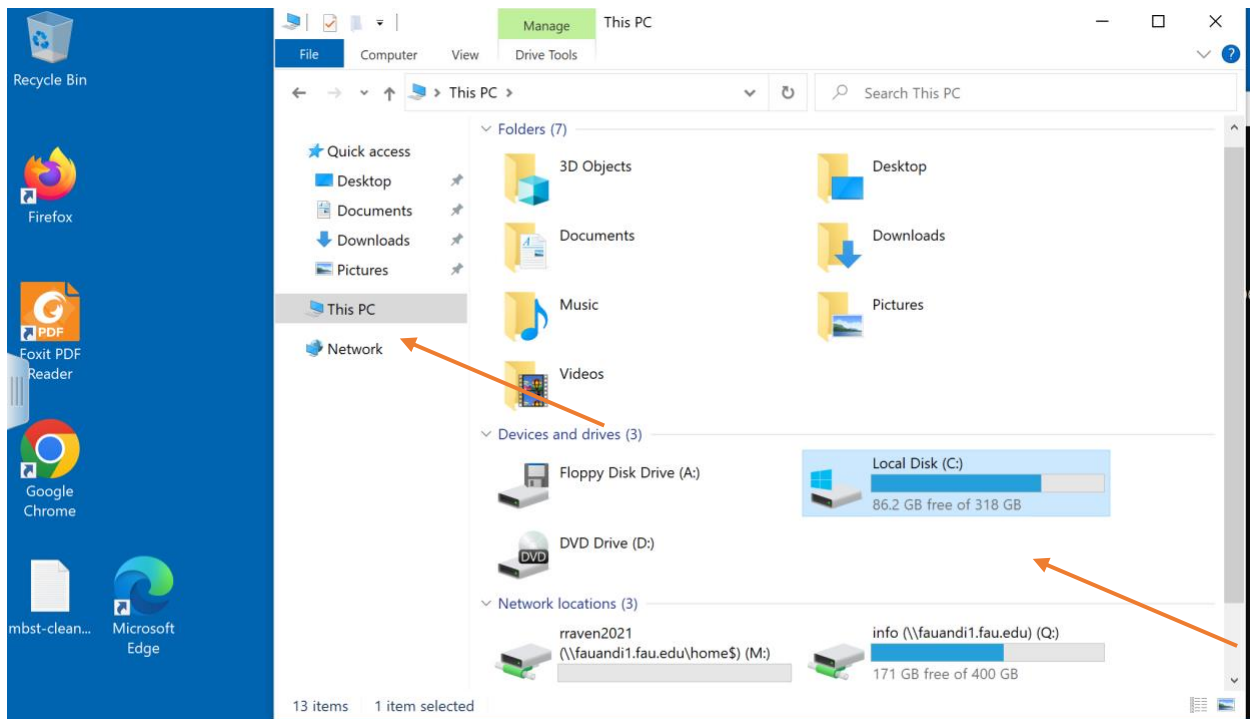 Recycle Bin
Firefox
PDF
Foxit PDF
Reader
Google
Chrome
mbst-clean...
Microsoft
Edge
Manage
This PC
File
Computer
View
Drive Tools
This PC
Search This PC
Quick access
Desktop
Documents
Downloads
Pictures
This PC
Network
Folders (7)
3D Objects
Desktop
Documents
Downloads
Music
Pictures
Videos
Devices and drives (3)
Floppy Disk Drive (A:)
Local Disk (C:)
86.2 GB free of 318 GB
DVD
DVD Drive (D:)
Network locations (3)
rraven2021
(\\fauandi1.fau.edu\home$) (M:)
info (\\fauandi1.fau.edu) (Q:)
171 GB free of 400 GB
13 items
1 item selected